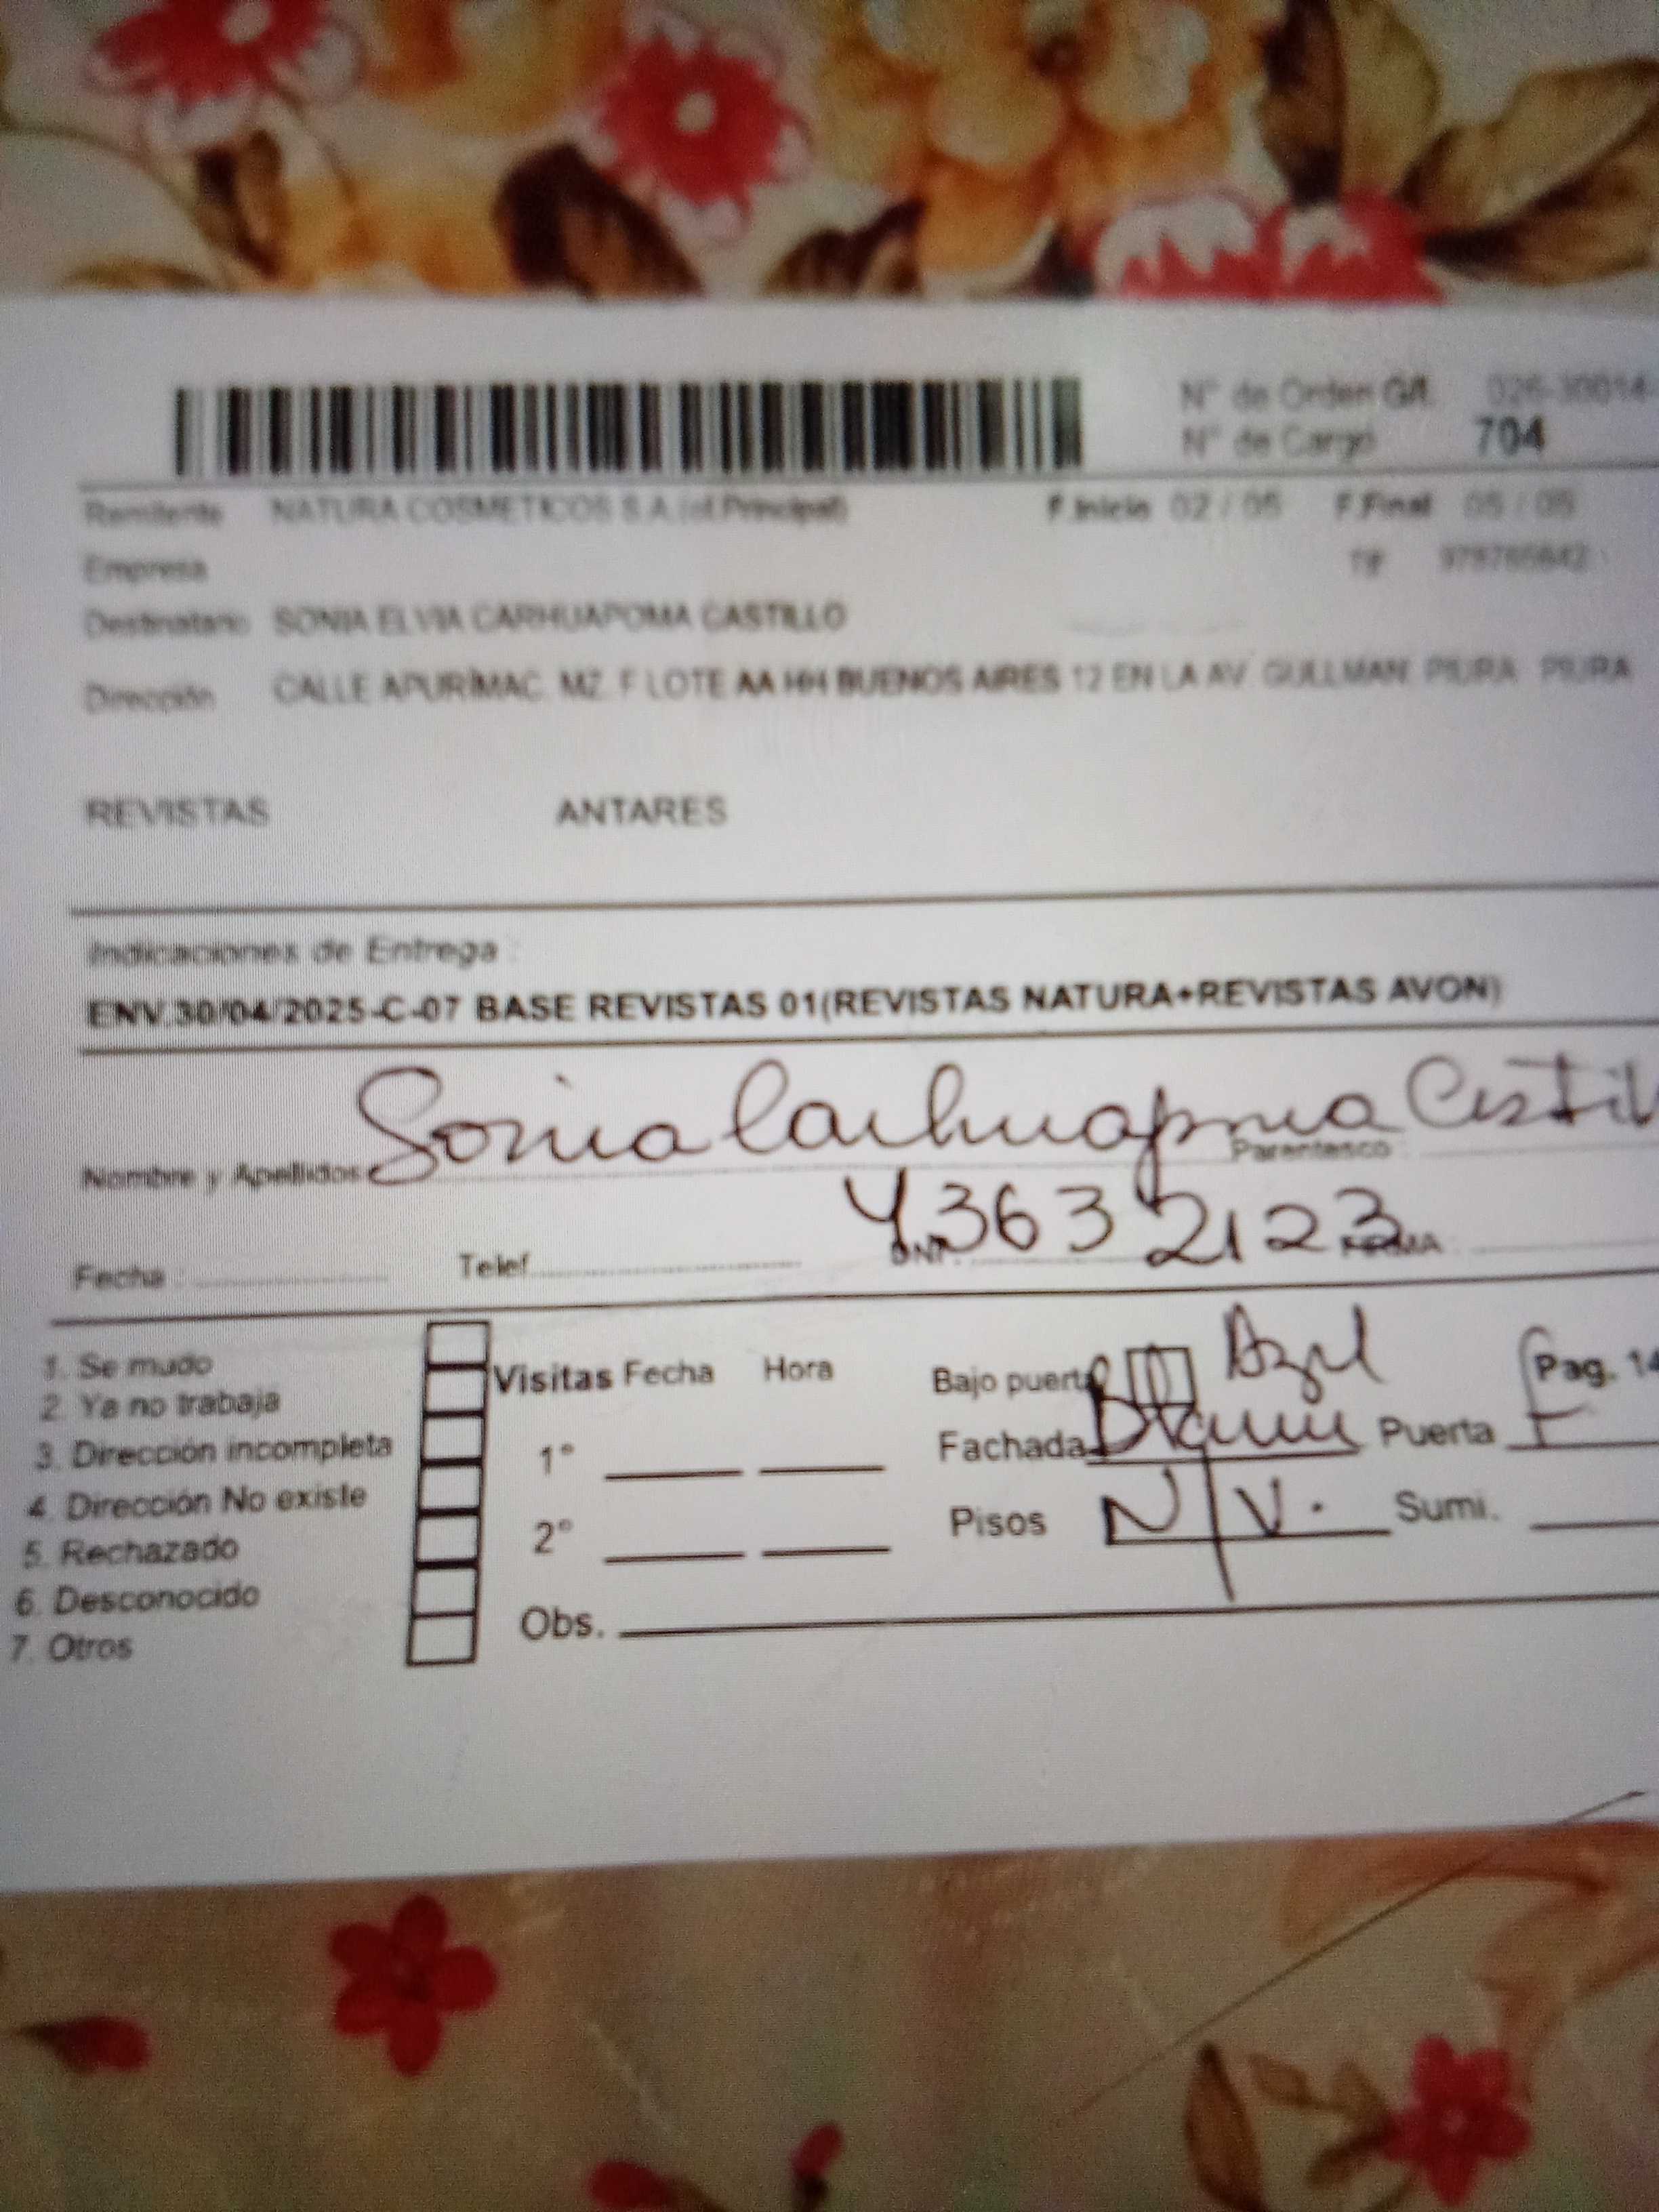 N° de Orden G/I. 026-30014-
N° de Cargo 704
Remitente NATURA COSMETICOS S.A.(of.Principal) F.Inicio 02 / 05 F.Final 05 / 05
Empresa Tlf
Destinatario SONIA ELVIA CARHUAPOMA CASTILLO
Dirección CALLE APURÍMAC. MZ. F LOTE AA HH BUENOS AIRES 12 EN LA AV. GULLMAN. PIURA PIURA
REVISTAS ANTARES
Indicaciones de Entrega :
ENV.30/04/2025-C-07 BASE REVISTAS 01(REVISTAS NATURA+REVISTAS AVON)
Nombre y Apellidos Sonia Carhuapoma Castil
Parentesco
Fecha : Telef. DNI. 43632123 FIRMA
1. Se mudo
2. Ya no trabaja
3. Dirección incompleta
4. Dirección No existe
5. Rechazado
6. Desconocido
7. Otros
Visitas Fecha Hora
1°
2°
Obs.
Bajo puerta Azul Pag. 14
Fachada Puerta F
Pisos N/V. Sumi.